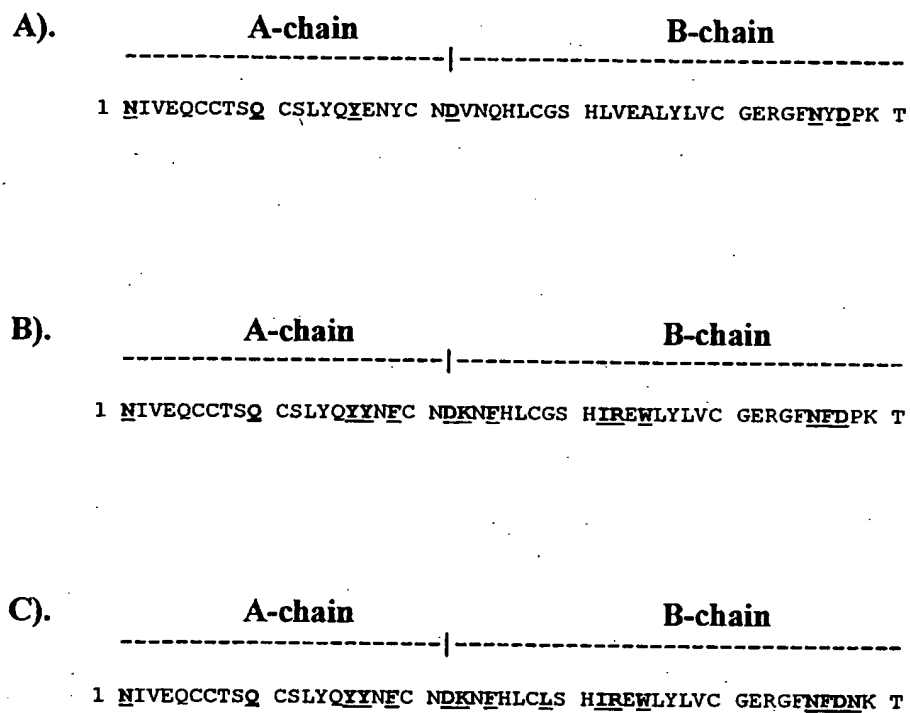 A). A-chain B-chain
--------------------------|------------------------------------
1 NIVEQCCTSQ CSLYQYENYC NDVNQHLCGS HLVEALYLVC GERGFNYDPK T
B). A-chain B-chain
--------------------------|------------------------------------
1 NIVEQCCTSQ CSLYQYYNFC NDKNFHLCGS HIREWLYLVC GERGFNFDPK T
C). A-chain B-chain
--------------------------|------------------------------------
1 NIVEQCCTSQ CSLYQYYNFC NDKNFHLCLS HIREWLYLVC GERGFNFDNK T